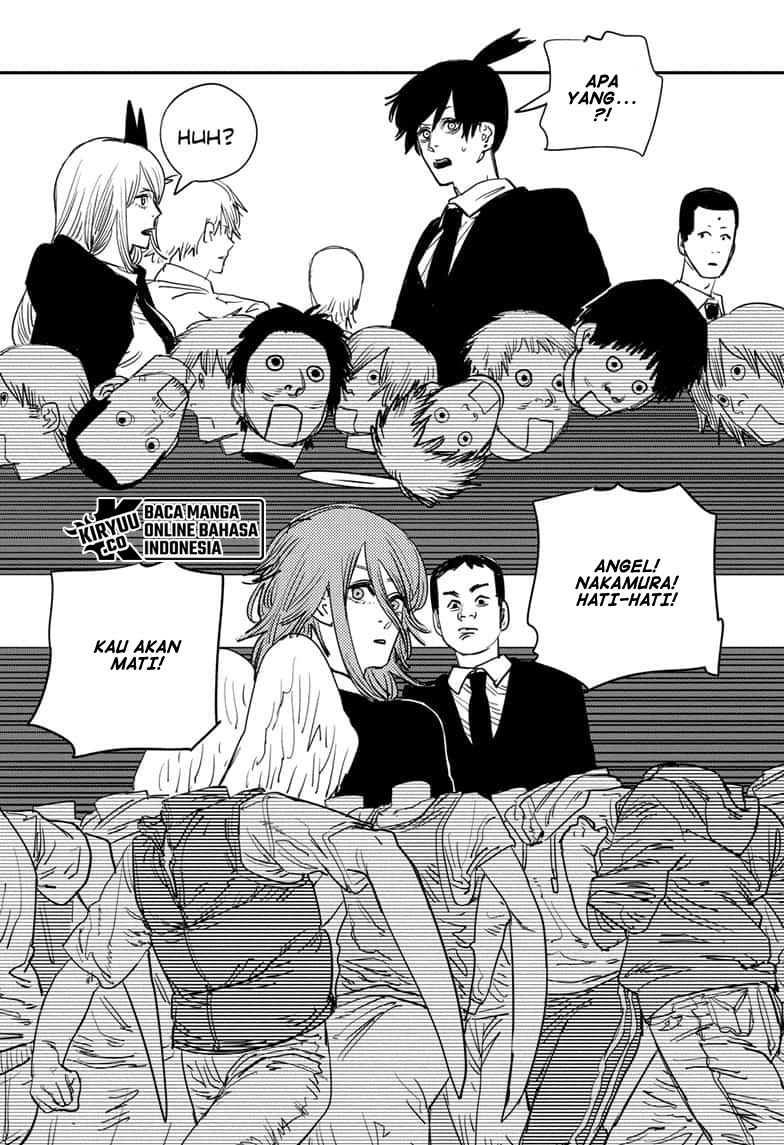 APA
YANG...
?!
HUH?
KIRYUU
.CO
BACA MANGA
ONLINE BAHASA
INDONESIA
ANGEL!
NAKAMURA!
HATI-HATI!
KAU AKAN
MATI!